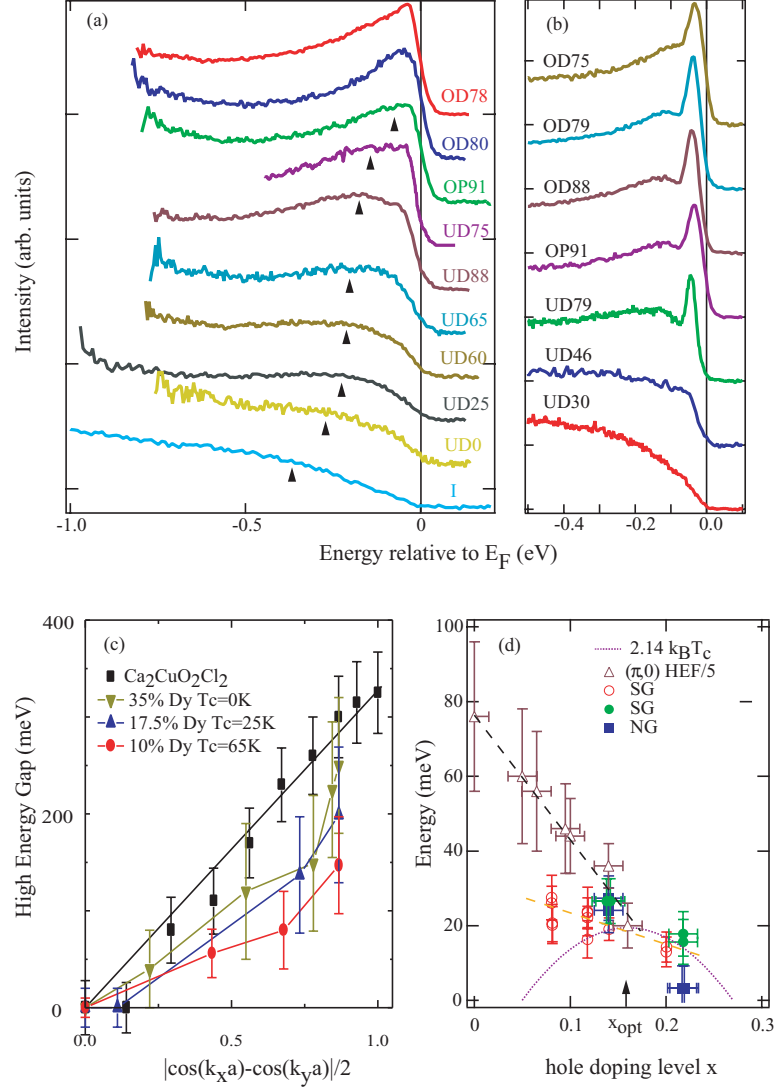 (a)
OD78
OD80
OP91
UD75
UD88
UD65
UD60
UD25
UD0
I
Intensity (arb. units)
-1.0
-0.5
0
(b)
OD75
OD79
OD88
OP91
UD79
UD46
UD30
-0.4
-0.2
0.0
Energy relative to E_F (eV)
(c)
Ca₂CuO₂Cl₂
35% Dy Tc=0K
17.5% Dy Tc=25K
10% Dy Tc=65K
High Energy Gap (meV)
400
200
0
0.0
0.5
1.0
|cos(kₓa)-cos(k_ya)|/2
(d)
2.14 k_BT_c
(π,0) HEF/5
SG
SG
NG
Energy (meV)
100
80
60
40
20
0
0
0.1
x_opt
0.2
0.3
hole doping level x